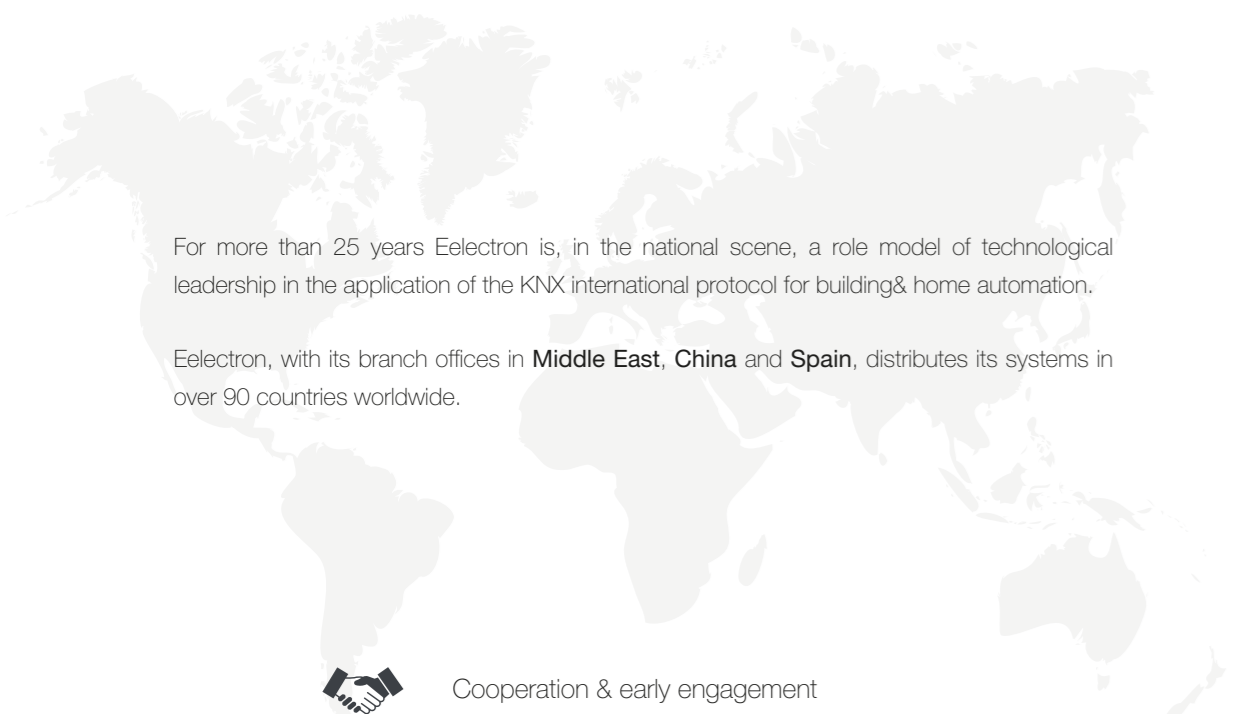 For more than 25 years Eelectron is, in the national scene, a role model of technological
leadership in the application of the KNX international protocol for building& home automation.
Eelectron, with its branch offices in Middle East, China and Spain, distributes its systems in
over 90 countries worldwide.
Cooperation & early engagement